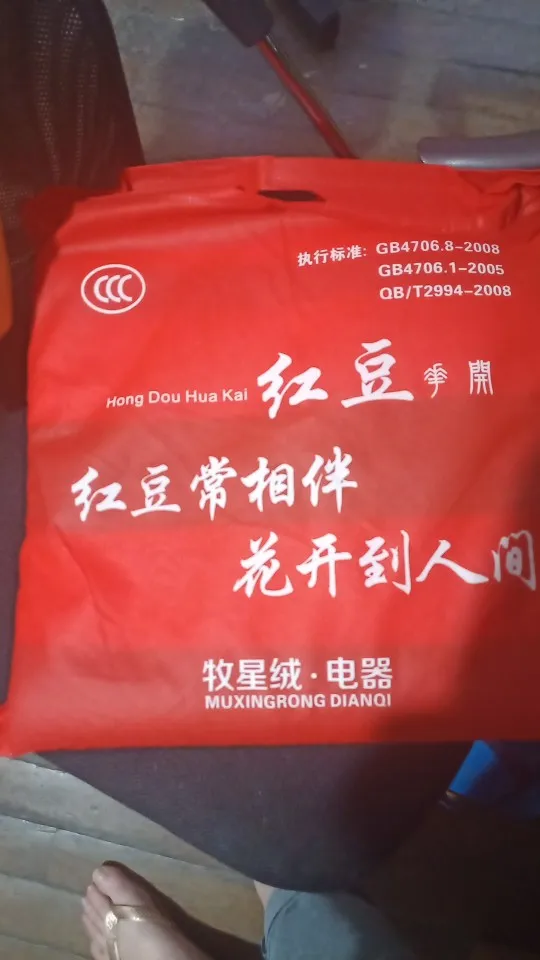 CCC
执行标准: GB4706.8-2008
GB4706.1-2005
QB/T2994-2008
Hong Dou Hua Kai 红豆華開
红豆常相伴
花开到人间
牧星绒·电器
MUXINGRONG DIANQI